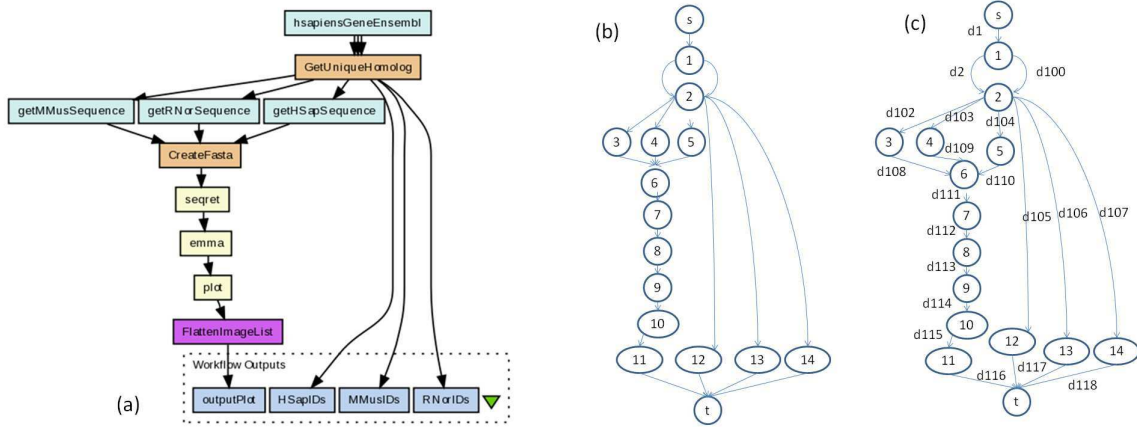 hsapiensGeneEnsembl
GetUniqueHomolog
getMMusSequence getRNorSequence getHSapSequence
CreateFasta
seqret
emma
plot
FlattenImageList
Workflow Outputs
outputPlot HSapIDs MMusIDs RNorIDs
(a)
(b)
s
1
2
3 4 5
6
7
8
9
10
11 12 13 14
t
(c)
s
d1
1
d2 d100
2
d102 d103 d104
3 4 5
d109
d108 6 d110
d111
7
d105 d106 d107
d112
8
d113
9
d114
10
d115
11 12 13 14
d116 d117 d118
t